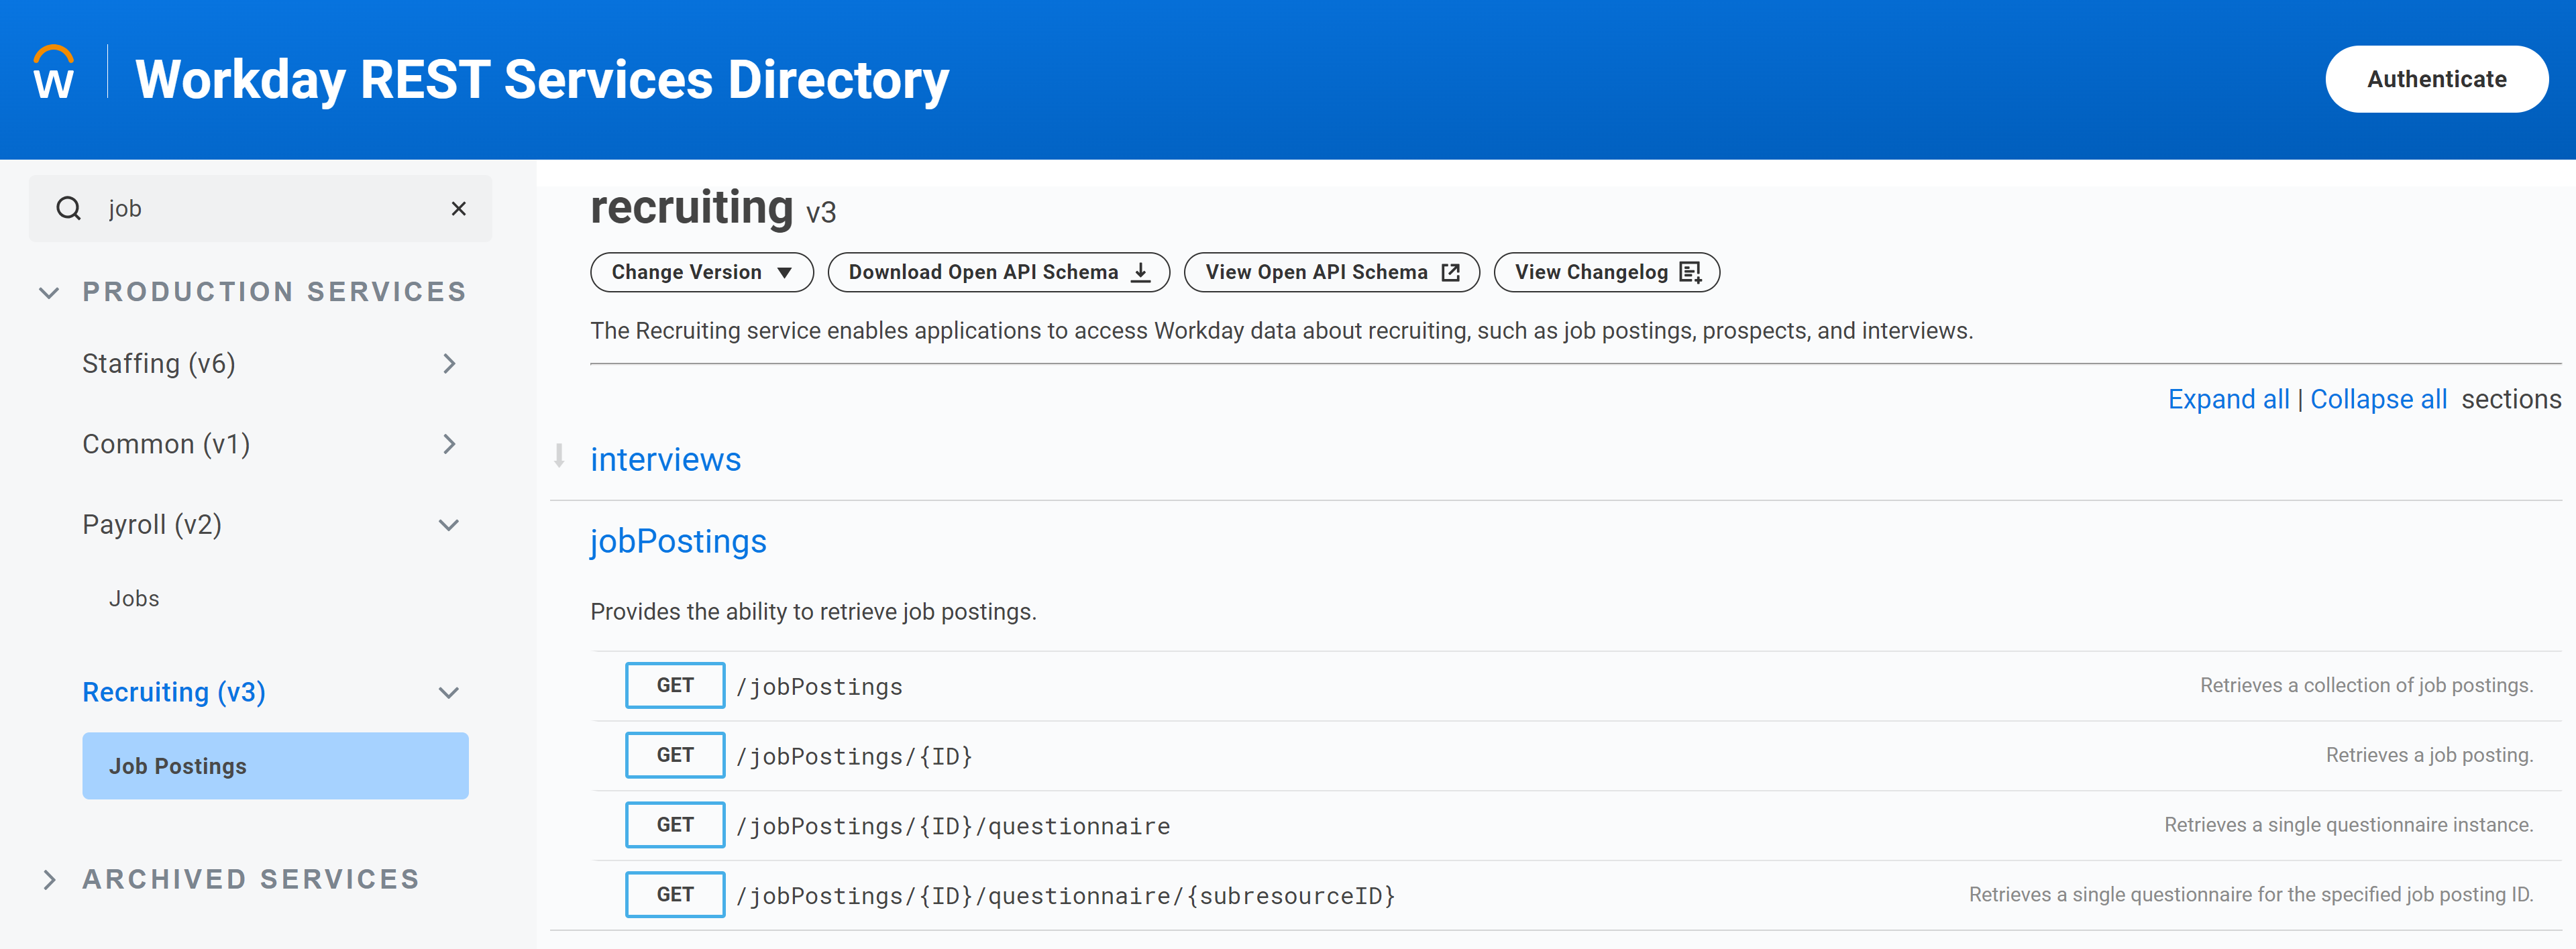 W
Workday REST Services Directory
Authenticate
job
PRODUCTION SERVICES
Staffing (v6)
Common (v1)
Payroll (v2)
Jobs
Recruiting (v3)
Job Postings
ARCHIVED SERVICES
recruiting v3
Change Version
Download Open API Schema
View Open API Schema
View Changelog
The Recruiting service enables applications to access Workday data about recruiting, such as job postings, prospects, and interviews.
Expand all | Collapse all sections
interviews
jobPostings
Provides the ability to retrieve job postings.
GET /jobPostings Retrieves a collection of job postings.
GET /jobPostings/{ID} Retrieves a job posting.
GET /jobPostings/{ID}/questionnaire Retrieves a single questionnaire instance.
GET /jobPostings/{ID}/questionnaire/{subresourceID} Retrieves a single questionnaire for the specified job posting ID.